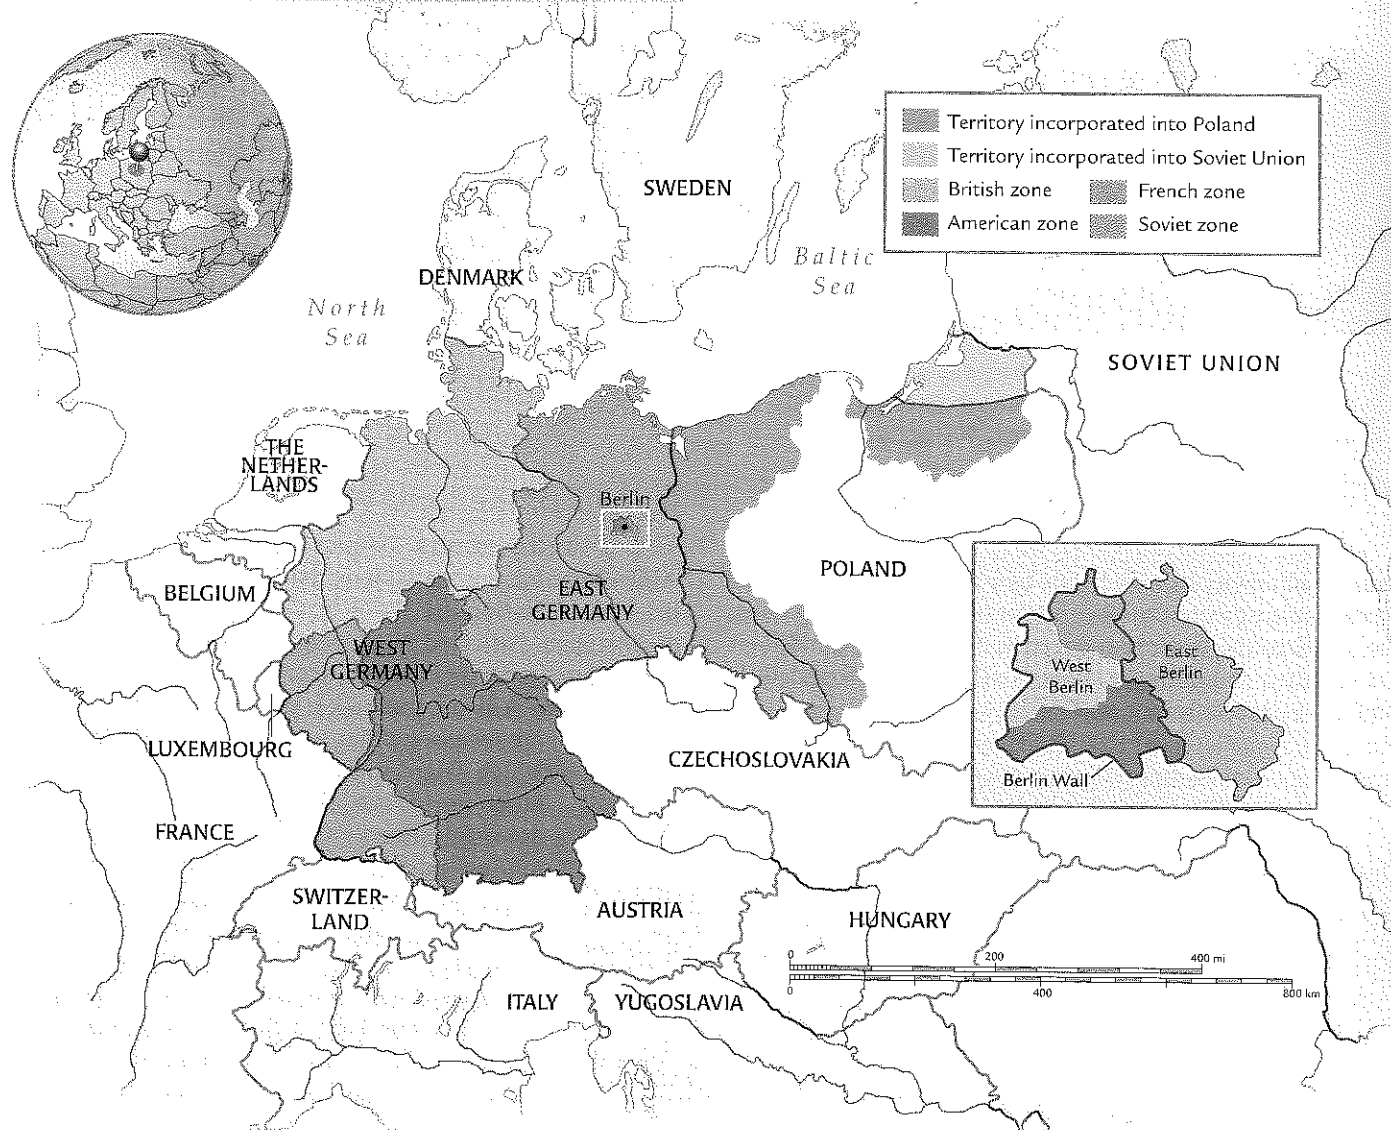 Territory incorporated into Poland
Territory incorporated into Soviet Union
British zone
French zone
American zone
Soviet zone
SWEDEN
Baltic
Sea
DENMARK
North
Sea
SOVIET UNION
THE
NETHER-
LANDS
Berlin
BELGIUM
POLAND
EAST
GERMANY
WEST
GERMANY
West
Berlin
East
Berlin
Berlin Wall
LUXEMBOURG
CZECHOSLOVAKIA
FRANCE
SWITZER-
LAND
AUSTRIA
HUNGARY
0 200 400 mi
0 400 800 km
ITALY
YUGOSLAVIA